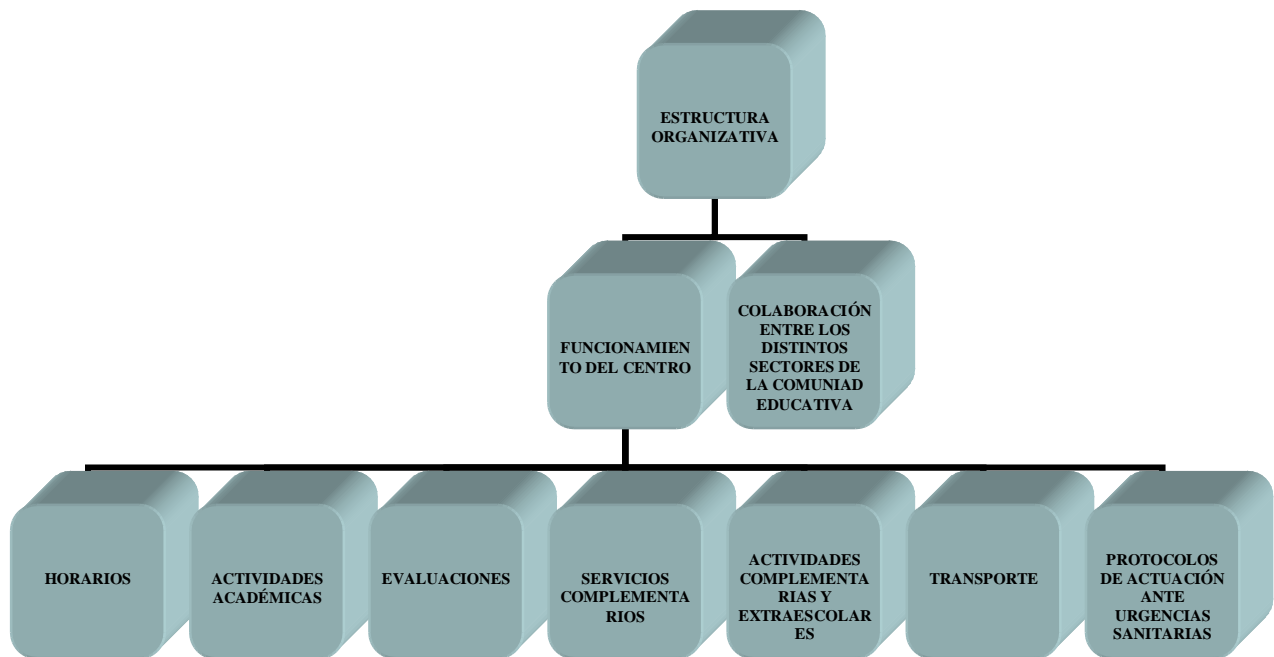 ESTRUCTURA
ORGANIZATIVA
FUNCIONAMIEN
TO DEL CENTRO
COLABORACIÓN
ENTRE LOS
DISTINTOS
SECTORES DE
LA COMUNIAD
EDUCATIVA
HORARIOS
ACTIVIDADES
ACADÉMICAS
EVALUACIONES
SERVICIOS
COMPLEMENTA
RIOS
ACTIVIDADES
COMPLEMENTA
RIAS Y
EXTRAESCOLAR
ES
TRANSPORTE
PROTOCOLOS
DE ACTUACIÓN
ANTE
URGENCIAS
SANITARIAS